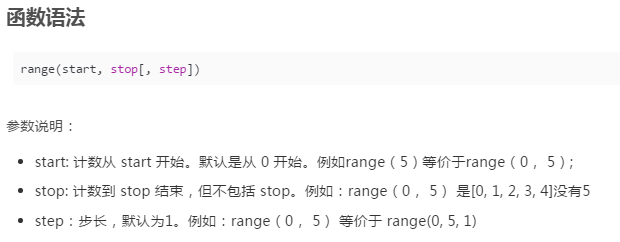 函数语法
range(start, stop[, step])
参数说明：
start: 计数从 start 开始。默认是从 0 开始。例如range（5）等价于range（0， 5）;
stop: 计数到 stop 结束，但不包括 stop。例如：range（0， 5） 是[0, 1, 2, 3, 4]没有5
step：步长，默认为1。例如：range（0， 5） 等价于 range(0, 5, 1)